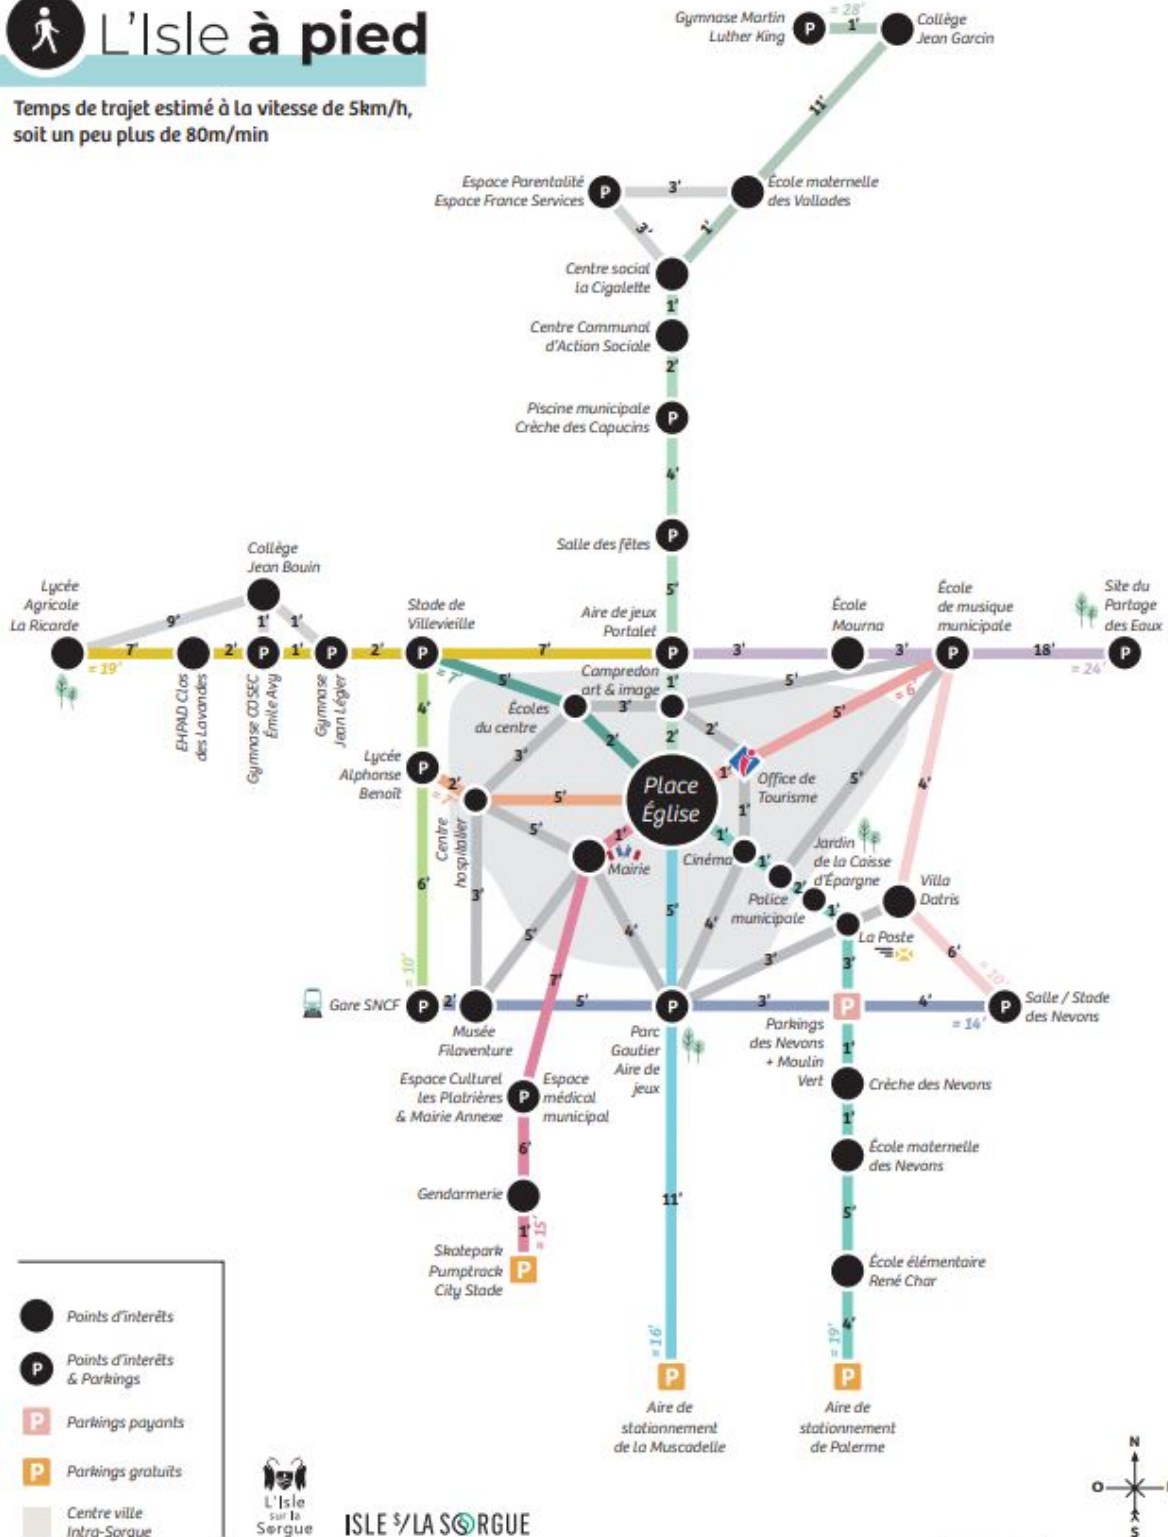 L'Isle à pied
Temps de trajet estimé à la vitesse de 5km/h,
soit un peu plus de 80m/min
Gymnase Martin
Luther King
P
= 28'
1'
Collège
Jean Garcin
11'
Espace Parentalité
Espace France Services
P
3'
École maternelle
des Vallades
3'
1'
Centre social
la Cigalette
1'
Centre Communal
d'Action Sociale
2'
Piscine municipale
Crèche des Capucins
P
4'
Salle des fêtes
P
5'
Collège
Jean Bouin
Lycée
Agricole
La Ricarde
9'
1'
1'
7'
= 19'
2'
P
1'
P
2'
EHPAD Clos
des Lavandes
Gymnase COSEC
Émile Avy
Gymnase
Jean Légier
Stade de
Villevieille
P
7'
= 7'
5'
Aire de jeux
Portalet
P
3'
École
Mourna
3'
École
de musique
municipale
P
18'
= 24'
Site du
Partage
des Eaux
P
Campredon
art & image
1'
5'
= 6'
Écoles
du centre
3'
2'
2'
2'
5'
4'
Lycée
Alphonse
Benoît
P
2'
= 7'
3'
5'
Place
Église
1'
Office de
Tourisme
5'
4'
Centre
hospitalier
5'
1'
Mairie
1'
1'
Cinéma
1'
Jardin
de la Caisse
d'Épargne
2'
Police
municipale
1'
Villa
Datris
La Poste
6'
3'
5'
4'
5'
4'
3'
3'
6'
= 10'
7'
= 10'
Gare SNCF
P
2'
Musée
Filaventure
5'
P
Parc
Gautier
Aire de
jeux
3'
P
Parkings
des Nevons
+ Moulin
Vert
4'
= 14'
P
Salle / Stade
des Nevons
1'
Crèche des Nevons
1'
École maternelle
des Nevons
5'
École élémentaire
René Char
4'
= 19'
P
Aire de
stationnement
de Palerme
Espace Culturel
les Platrières
& Mairie Annexe
P
Espace
médical
municipal
6'
Gendarmerie
1'
= 15'
Skatepark
Pumptrack
City Stade
P
11'
= 16'
P
Aire de
stationnement
de la Muscadelle
Points d'interêts
P
Points d'interêts
& Parkings
P
Parkings payants
P
Parkings gratuits
Centre ville
Intra-Sorgue
L'Isle
sur la
Sorgue
ISLE S/LA SORGUE
N
O
S